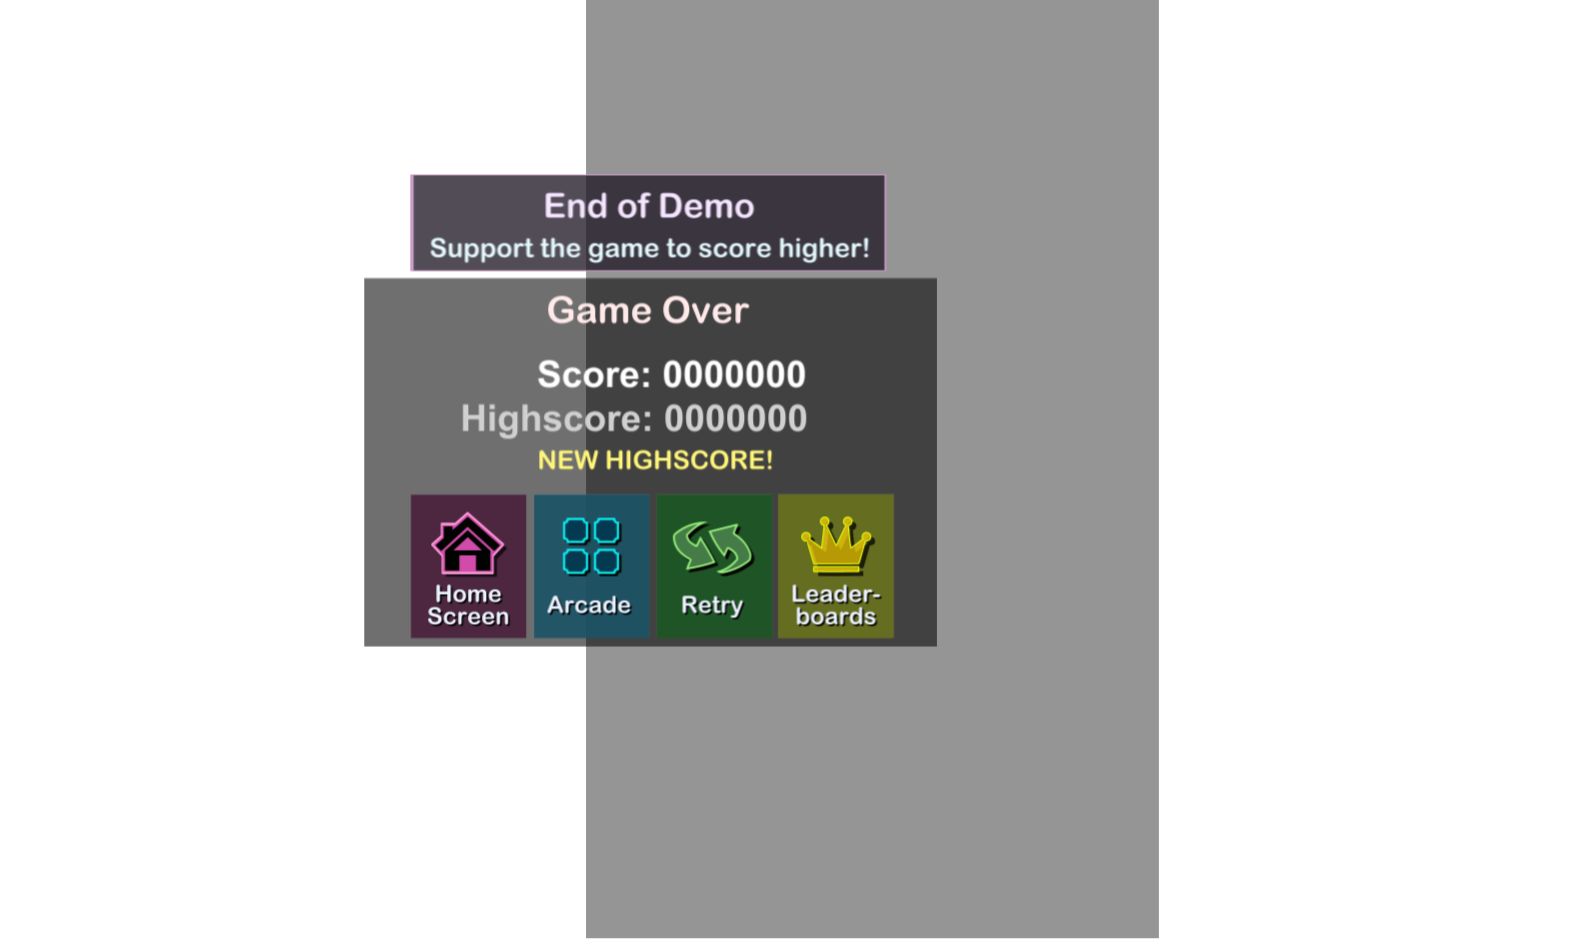 End of Demo
Support the game to score higher!
Game Over
Score: 0000000
Highscore: 0000000
NEW HIGHSCORE!
Home
Screen
Arcade
Retry
Leader-
boards